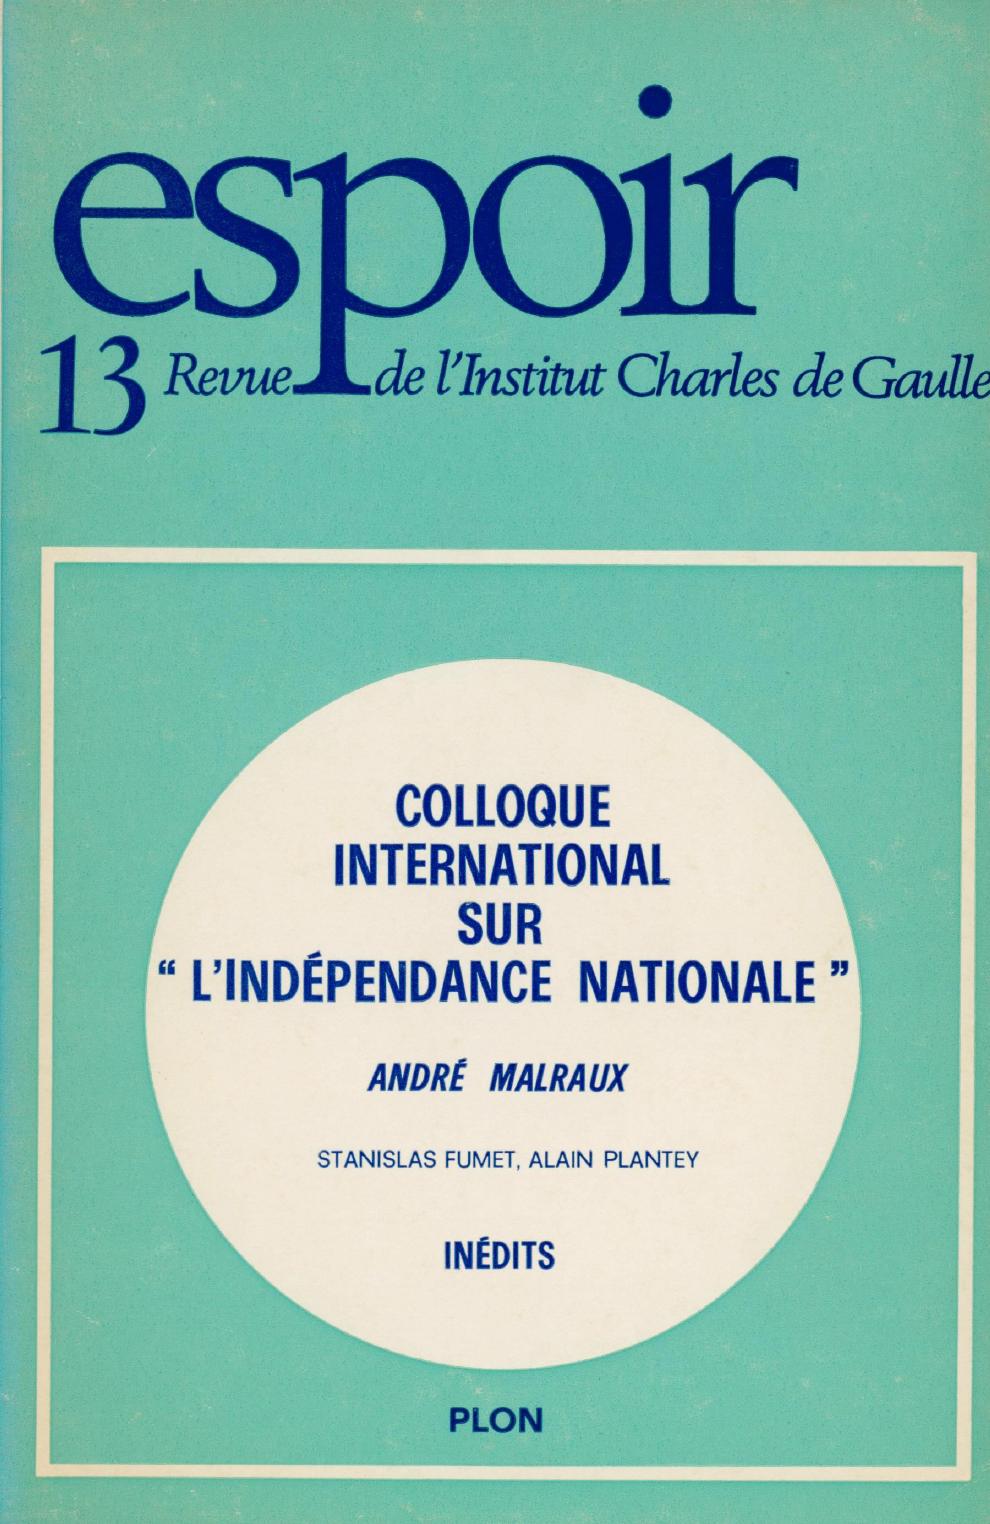 espoir
13 Revue de l'Institut Charles de Gaulle
COLLOQUE
INTERNATIONAL
SUR
“ L'INDÉPENDANCE NATIONALE ”
ANDRÉ MALRAUX
STANISLAS FUMET, ALAIN PLANTEY
INÉDITS
PLON